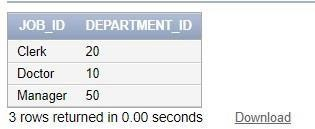 JOB_ID DEPARTMENT_ID
Clerk 20
Doctor 10
Manager 50
3 rows returned in 0.00 seconds Download